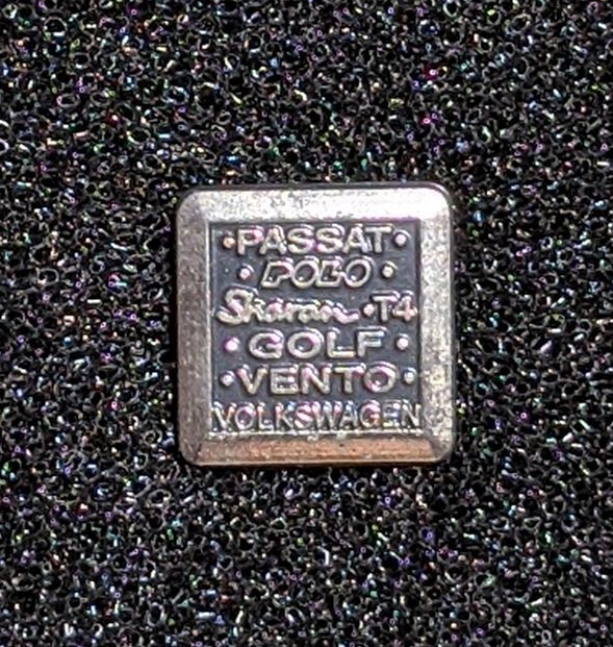 ·PASSAT·
·POLO·
Sharan·T4
·GOLF·
·VENTO·
VOLKSWAGEN